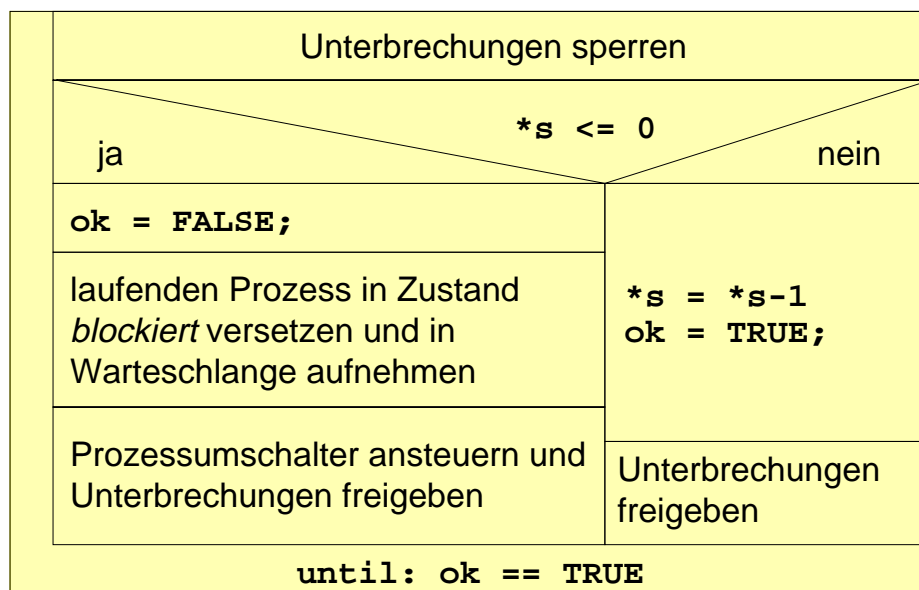 Unterbrechungen sperren
*s <= 0
ja
nein
ok = FALSE;
laufenden Prozess in Zustand
blockiert versetzen und in
Warteschlange aufnehmen
Prozessumschalter ansteuern und
Unterbrechungen freigeben
*s = *s-1
ok = TRUE;
Unterbrechungen
freigeben
until: ok == TRUE